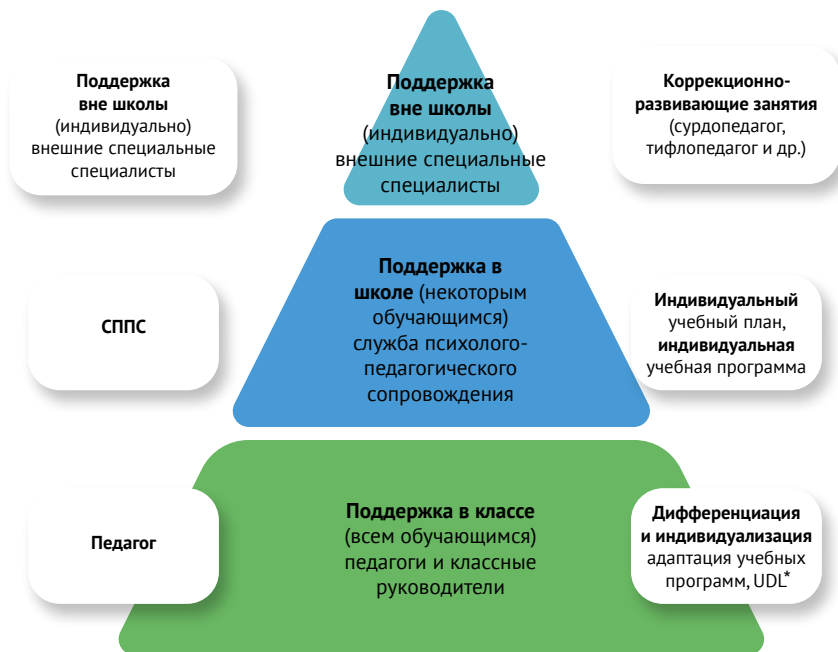 Поддержка
вне школы
(индивидуально)
внешние специальные
специалисты
Поддержка
вне школы
(индивидуально)
внешние специальные
специалисты
Коррекционно-
развивающие занятия
(сурдопедагог,
тифлопедагог и др.)
СППС
Поддержка в
школе (некоторым
обучающимся)
служба психолого-
педагогического
сопровождения
Индивидуальный
учебный план,
индивидуальная
учебная программа
Педагог
Поддержка в классе
(всем обучающимся)
педагоги и классные
руководители
Дифференциация
и индивидуализация
адаптация учебных
программ, UDL*